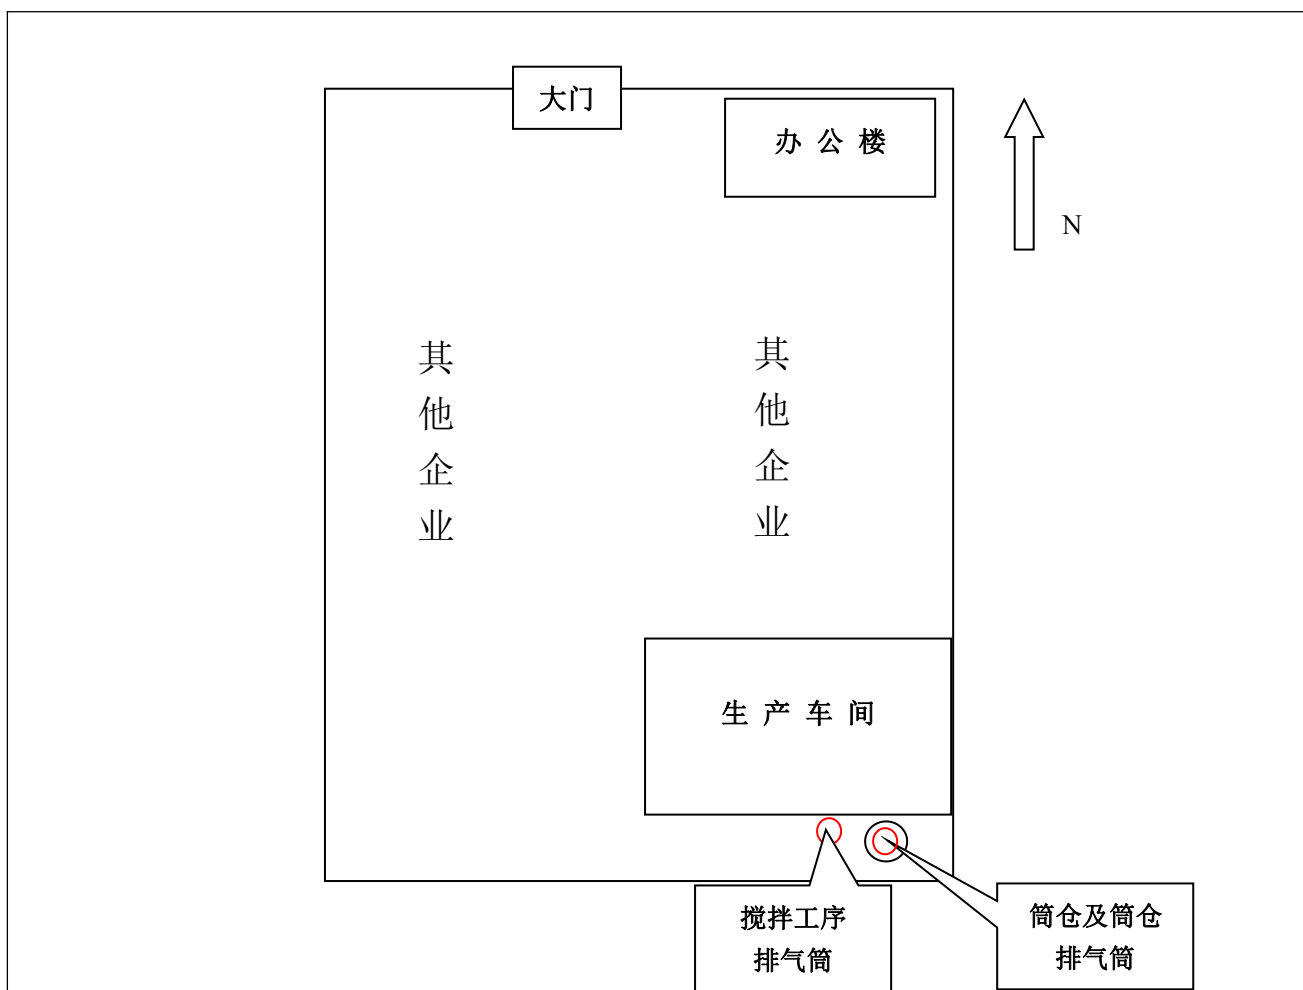 大门
办 公 楼
N
其
他
企
业
其
他
企
业
生 产 车 间
搅拌工序
排气筒
筒仓及筒仓
排气筒